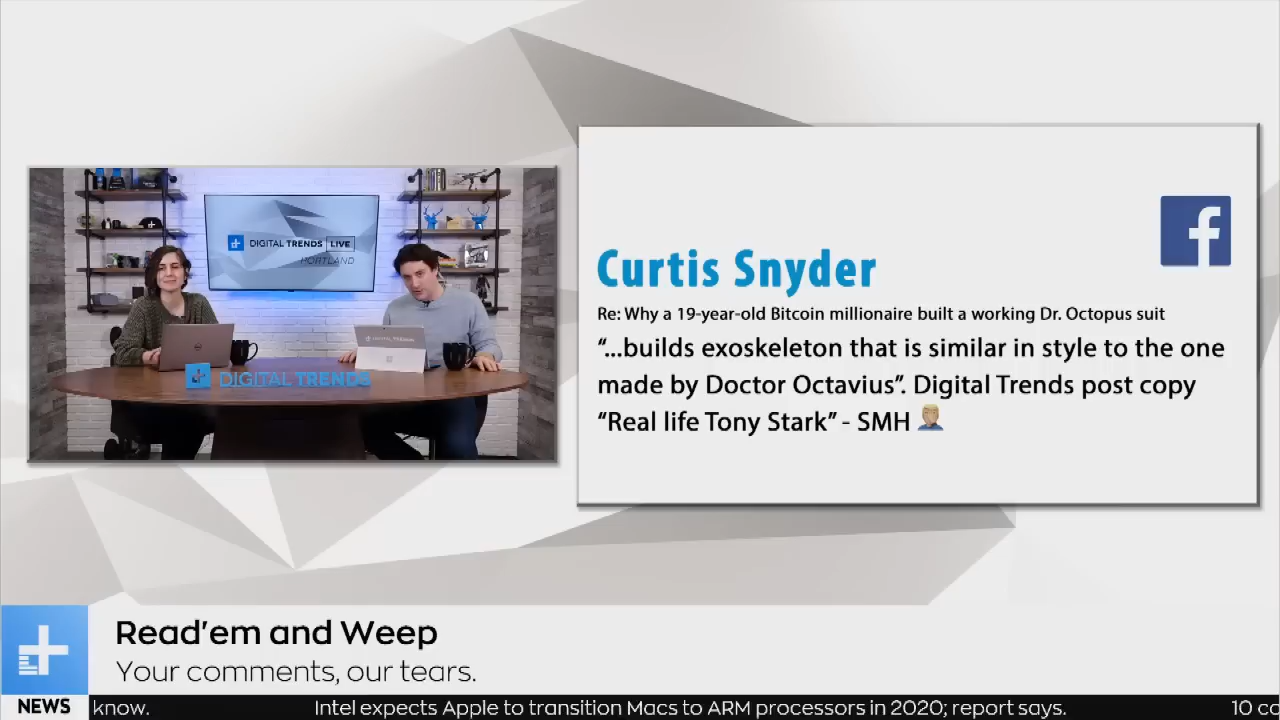 DIGITAL TRENDS LIVE
PORTLAND
DIGITAL TRENDS
Curtis Snyder
Re: Why a 19-year-old Bitcoin millionaire built a working Dr. Octopus suit
“...builds exoskeleton that is similar in style to the one
made by Doctor Octavius”. Digital Trends post copy
“Real life Tony Stark” - SMH
Read'em and Weep
Your comments, our tears.
NEWS know. Intel expects Apple to transition Macs to ARM processors in 2020; report says. 10 co